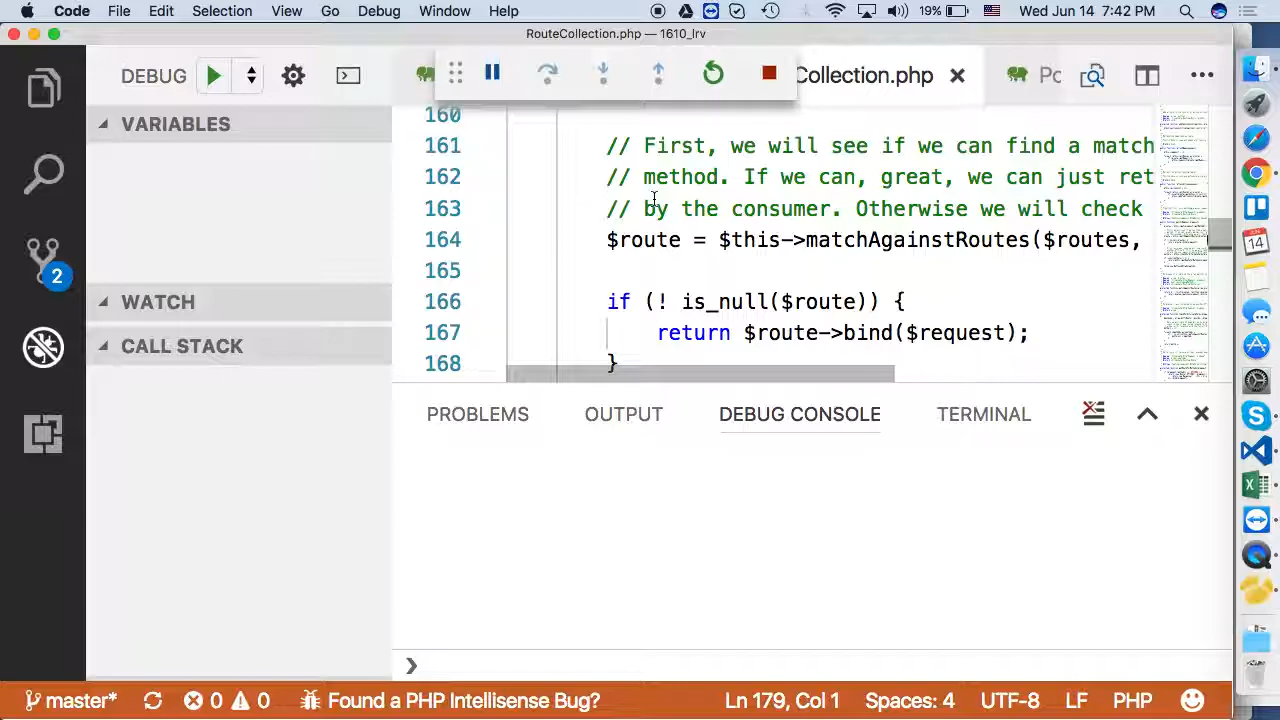 Code File Edit Selection View Go Debug Window Help 19% Wed Jun 14 7:42 PM
RouteCollection.php — 1610_lrv
DEBUG
Collection.php
Po
VARIABLES
WATCH
CALL STACK
160
161 // First, we will see if we can find a match
162 // method. If we can, great, we can just ret
163 // by the consumer. Otherwise we will check
164 $route = $this->matchAgainstRoutes($routes,
165
166 if (! is_null($route)) {
167 return $route->bind($request);
168 }
2
PROBLEMS OUTPUT DEBUG CONSOLE TERMINAL
❯
master* 0 0 Found a PHP Intellisense Bug? Ln 179, Col 1 Spaces: 4 UTF-8 LF PHP
JUN
14